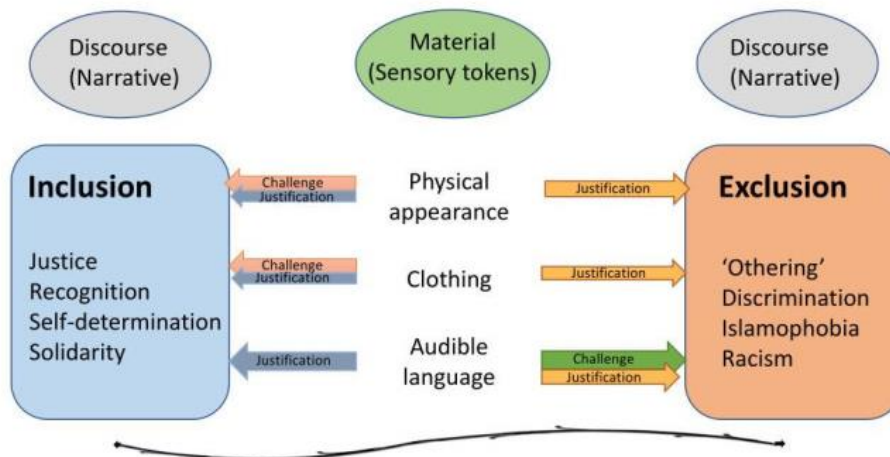 Discourse
(Narrative)
Material
(Sensory tokens)
Discourse
(Narrative)
Inclusion
Justice
Recognition
Self-determination
Solidarity
Challenge
Justification
Physical
appearance
Justification
Challenge
Justification
Clothing
Justification
Justification
Audible
language
Challenge
Justification
Exclusion
‘Othering’
Discrimination
Islamophobia
Racism